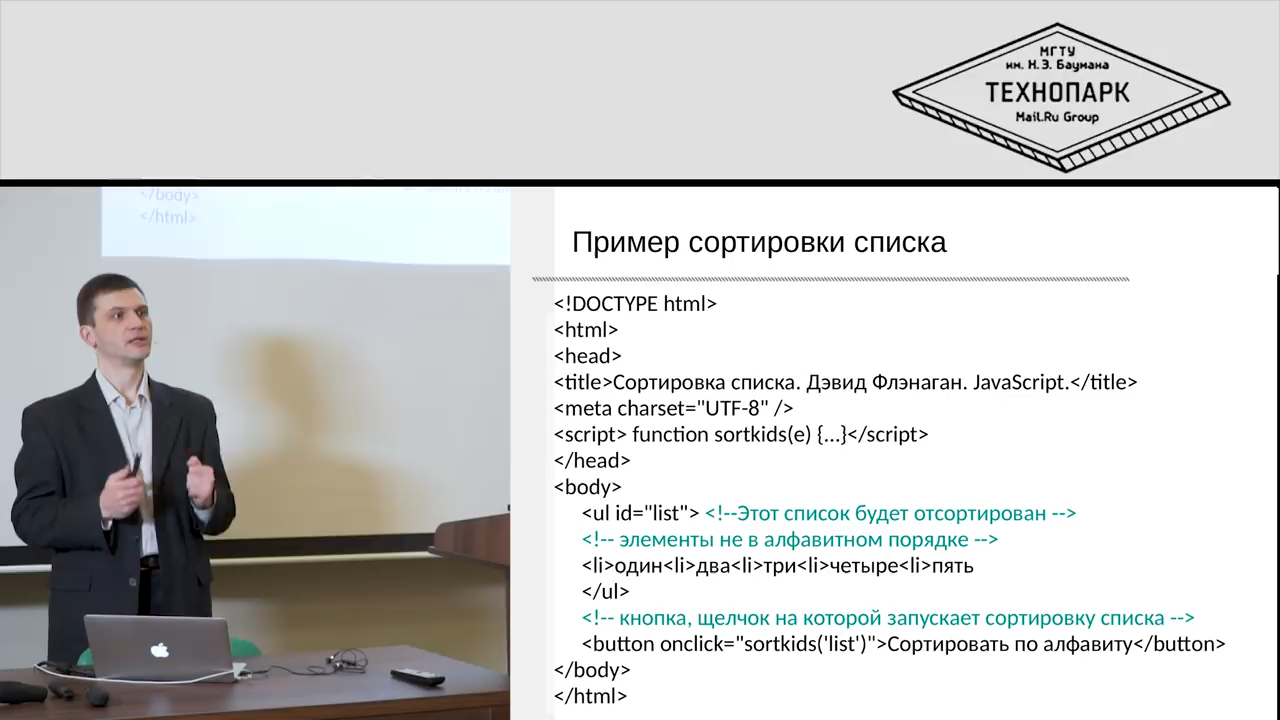 МГТУ
им. Н.Э. Баумана
ТЕХНОПАРК
Mail.Ru Group
</body>
</html>
Пример сортировки списка
<!DOCTYPE html>
<html>
<head>
<title>Сортировка списка. Дэвид Флэнаган. JavaScript.</title>
<meta charset="UTF-8" />
<script> function sortkids(e) {...}</script>
</head>
<body>
<ul id="list"> <!--Этот список будет отсортирован -->
<!-- элементы не в алфавитном порядке -->
<li>один<li>два<li>три<li>четыре<li>пять
</ul>
<!-- кнопка, щелчок на которой запускает сортировку списка -->
<button onclick="sortkids('list')">Сортировать по алфавиту</button>
</body>
</html>